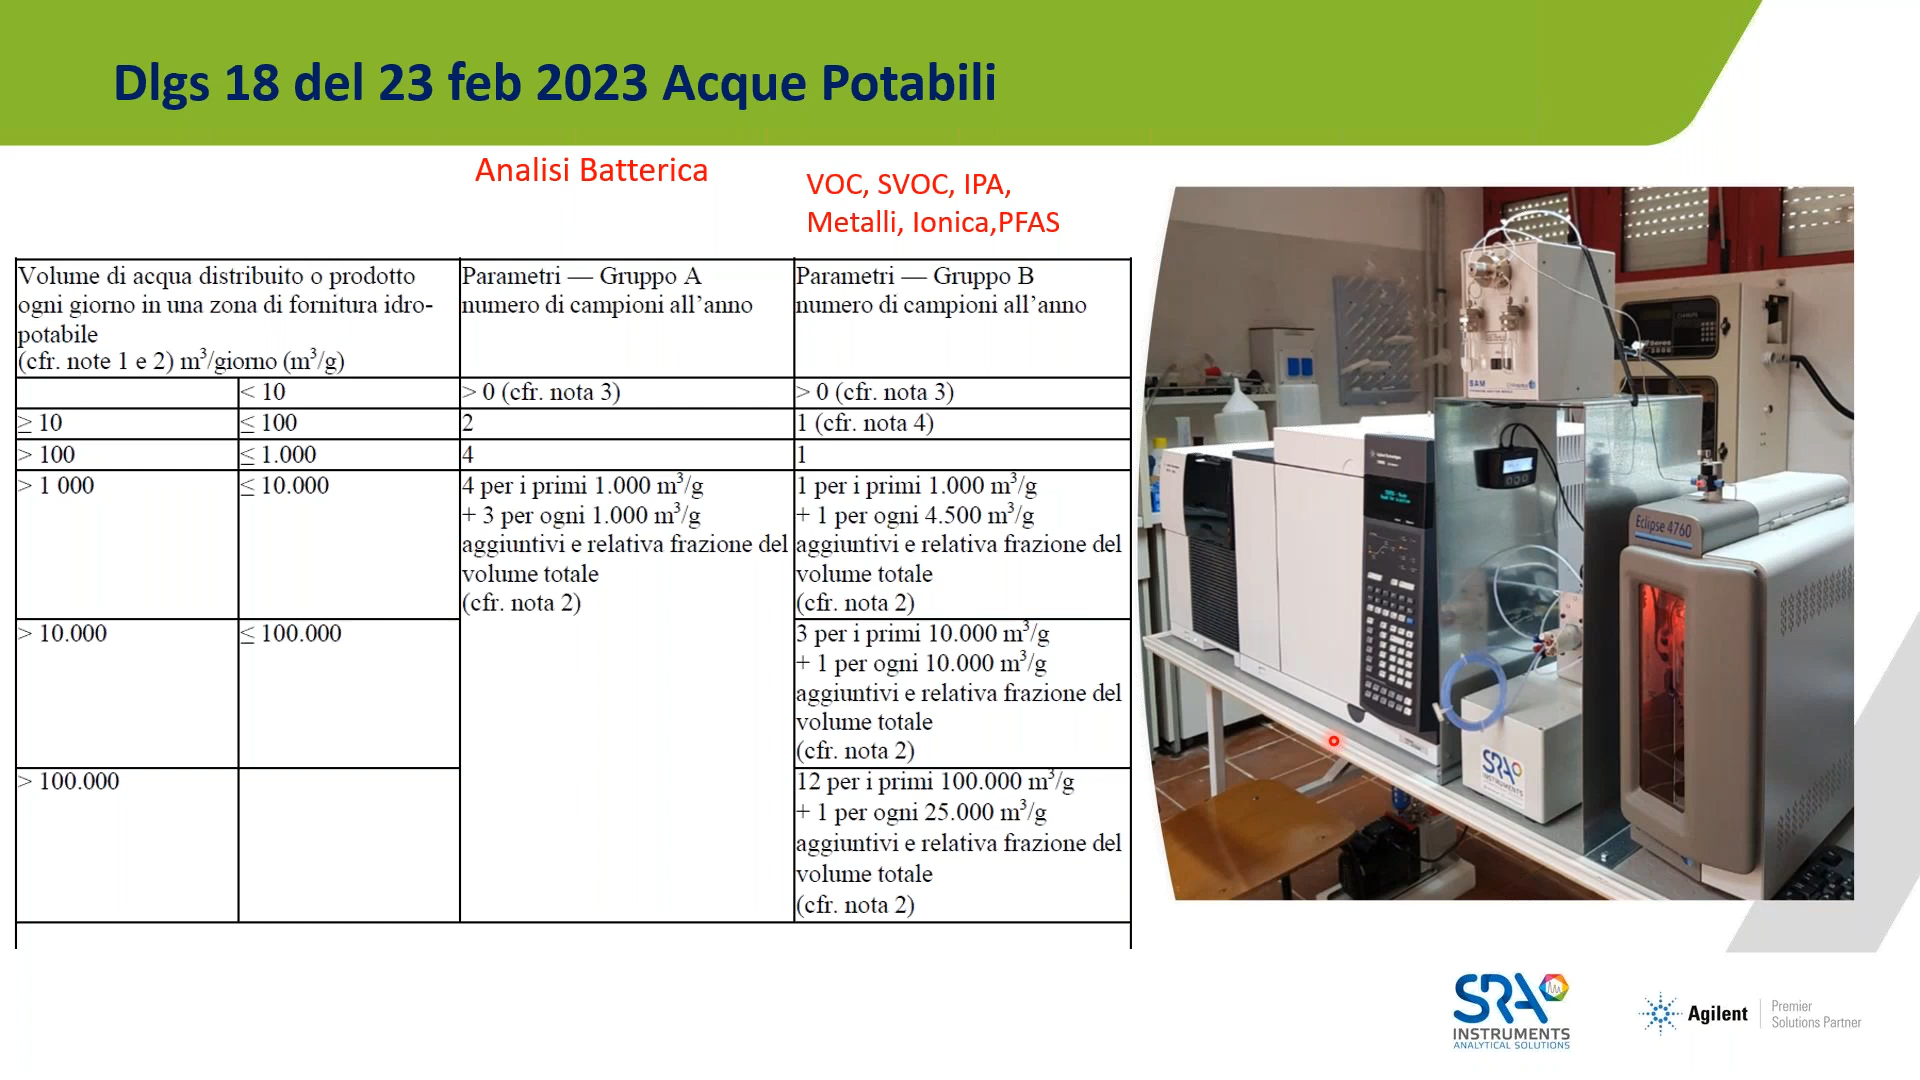 Dlgs 18 del 23 feb 2023 Acque Potabili
Analisi Batterica
VOC, SVOC, IPA,
Metalli, Ionica,PFAS
Volume di acqua distribuito o prodotto
ogni giorno in una zona di fornitura idro-
potabile
(cfr. note 1 e 2) m³/giorno (m³/g)
Parametri — Gruppo A
numero di campioni all’anno
Parametri — Gruppo B
numero di campioni all’anno
< 10
> 0 (cfr. nota 3)
> 0 (cfr. nota 3)
≥ 10
≤ 100
2
1 (cfr. nota 4)
> 100
≤ 1.000
4
1
> 1 000
≤ 10.000
4 per i primi 1.000 m³/g
+ 3 per ogni 1.000 m³/g
aggiuntivi e relativa frazione del
volume totale
(cfr. nota 2)
1 per i primi 1.000 m³/g
+ 1 per ogni 4.500 m³/g
aggiuntivi e relativa frazione del
volume totale
(cfr. nota 2)
> 10.000
≤ 100.000
3 per i primi 10.000 m³/g
+ 1 per ogni 10.000 m³/g
aggiuntivi e relativa frazione del
volume totale
(cfr. nota 2)
> 100.000
12 per i primi 100.000 m³/g
+ 1 per ogni 25.000 m³/g
aggiuntivi e relativa frazione del
volume totale
(cfr. nota 2)
SAM
Eclipse 4760
SRA
INSTRUMENTS
SRA
INSTRUMENTS
ANALYTICAL SOLUTIONS
Agilent
Premier
Solutions Partner